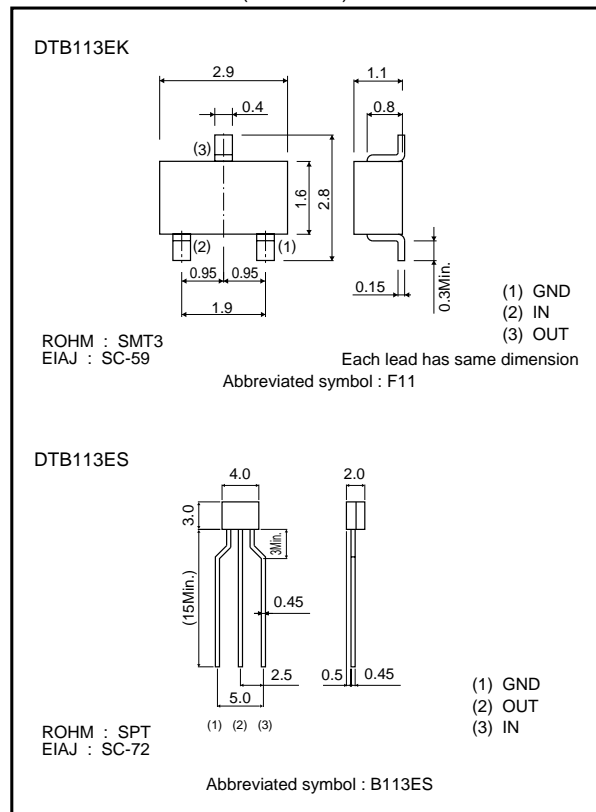 DTB113EK
2.9
1.1
0.4
0.8
(3)
1.6
2.8
(2)
(1)
0.95
0.95
0.15
0.3Min.
1.9
(1) GND
(2) IN
(3) OUT
ROHM : SMT3
EIAJ : SC-59
Each lead has same dimension
Abbreviated symbol : F11
DTB113ES
4.0
2.0
3.0
3Min.
(15Min.)
0.45
2.5
0.5
0.45
5.0
(1) (2) (3)
(1) GND
(2) OUT
(3) IN
ROHM : SPT
EIAJ : SC-72
Abbreviated symbol : B113ES